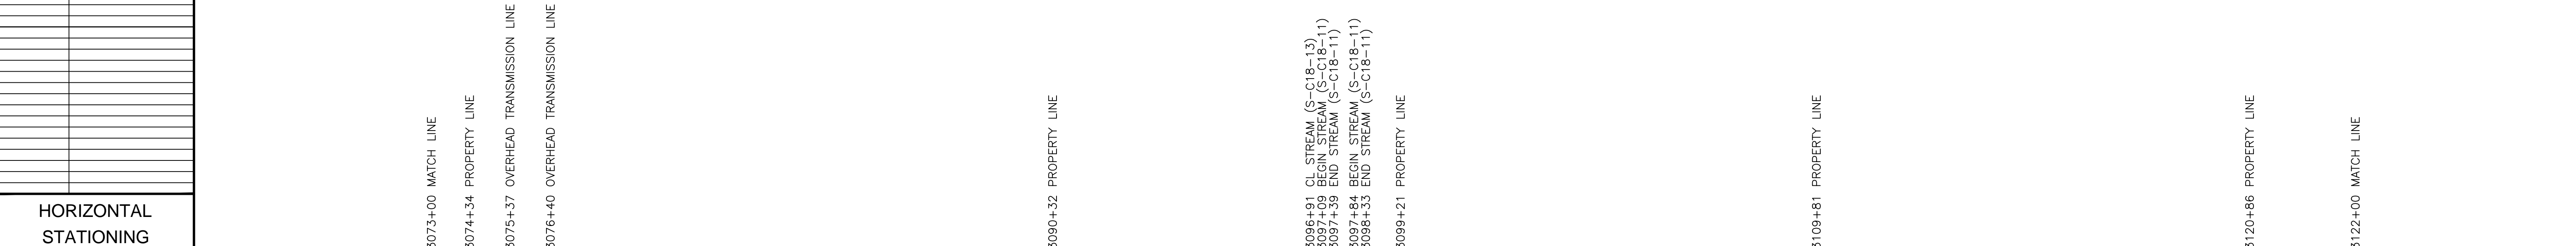 HORIZONTAL
STATIONING
3073+00 MATCH LINE
3074+34 PROPERTY LINE
3075+37 OVERHEAD TRANSMISSION LINE
3076+40 OVERHEAD TRANSMISSION LINE
3090+32 PROPERTY LINE
3096+91 CL STREAM (S-C18-13)
3097+09 BEGIN STREAM (S-C18-11)
3097+39 END STREAM (S-C18-11)
3097+84 BEGIN STREAM (S-C18-11)
3098+33 END STREAM (S-C18-11)
3099+21 PROPERTY LINE
3109+81 PROPERTY LINE
3120+86 PROPERTY LINE
3122+00 MATCH LINE